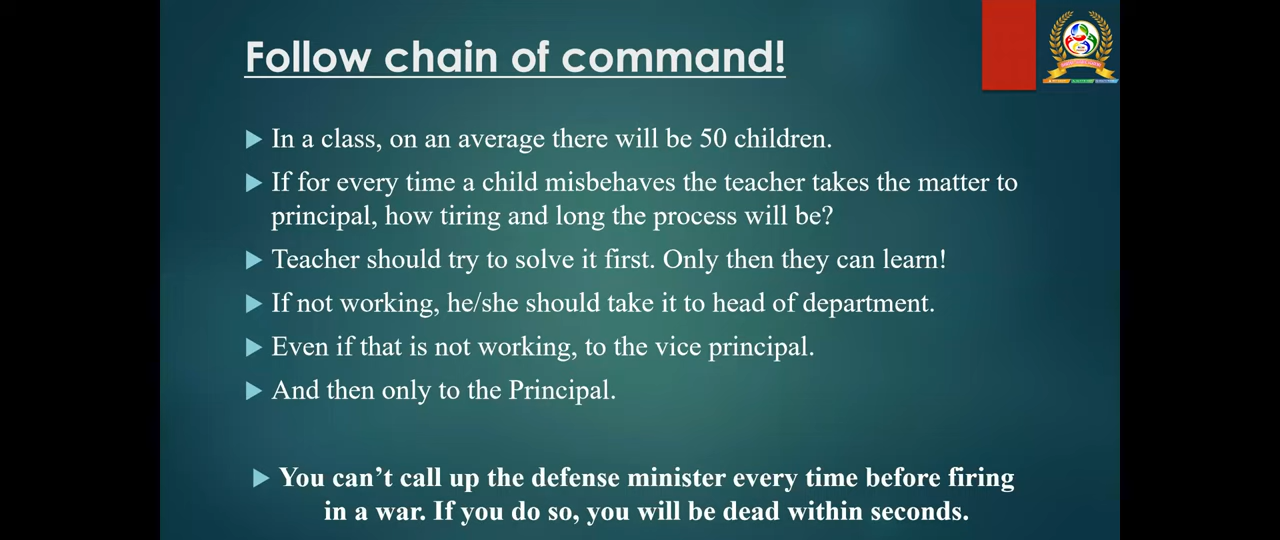 Follow chain of command!
In a class, on an average there will be 50 children.
If for every time a child misbehaves the teacher takes the matter to
principal, how tiring and long the process will be?
Teacher should try to solve it first. Only then they can learn!
If not working, he/she should take it to head of department.
Even if that is not working, to the vice principal.
And then only to the Principal.
You can’t call up the defense minister every time before firing
in a war. If you do so, you will be dead within seconds.